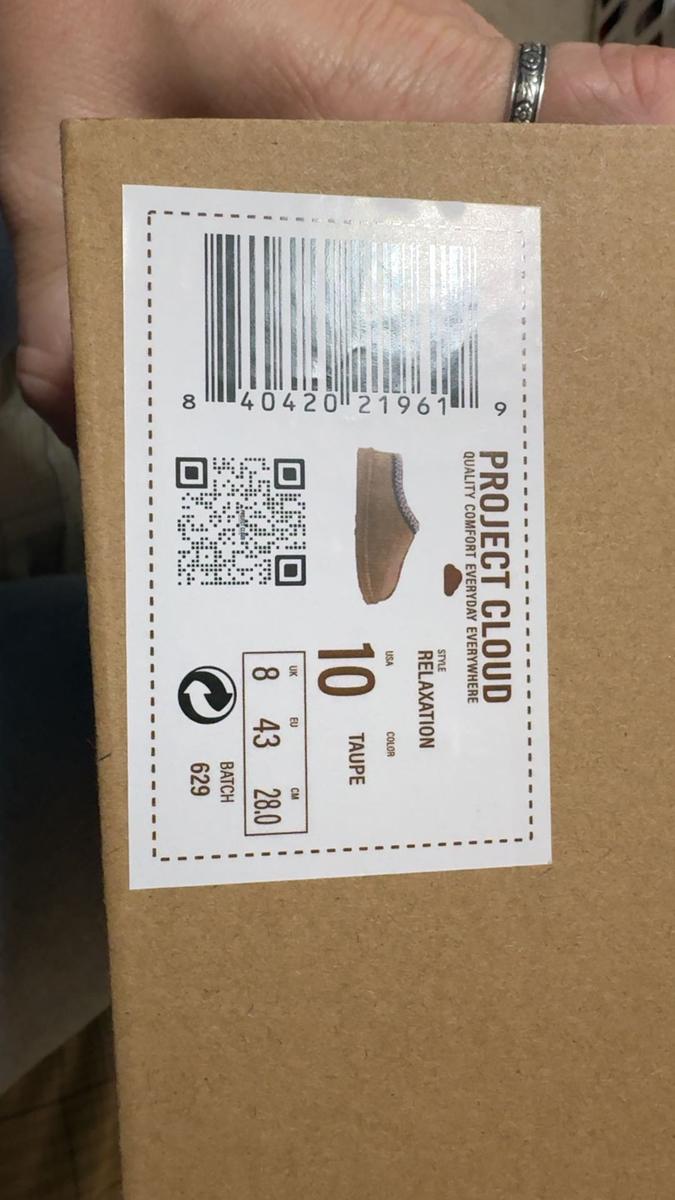 8 40420 21961 9
PROJECT CLOUD
QUALITY COMFORT EVERYDAY EVERYWHERE
STYLE
RELAXATION
USA
10
COLOR
TAUPE
UK EU CM
8 43 28.0
BATCH
629